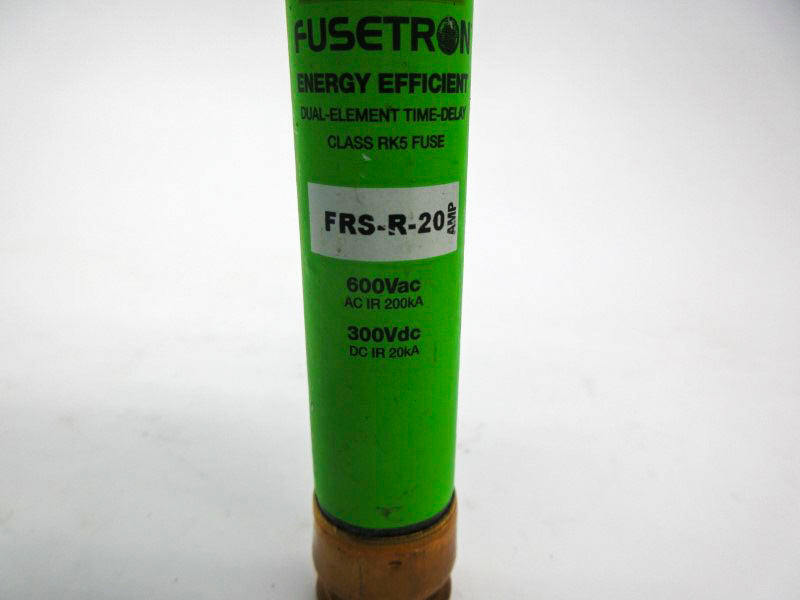 FUSETRON
ENERGY EFFICIENT
DUAL-ELEMENT TIME-DELAY
CLASS RK5 FUSE
FRS-R-20 AMP
600Vac
AC IR 200kA
300Vdc
DC IR 20kA